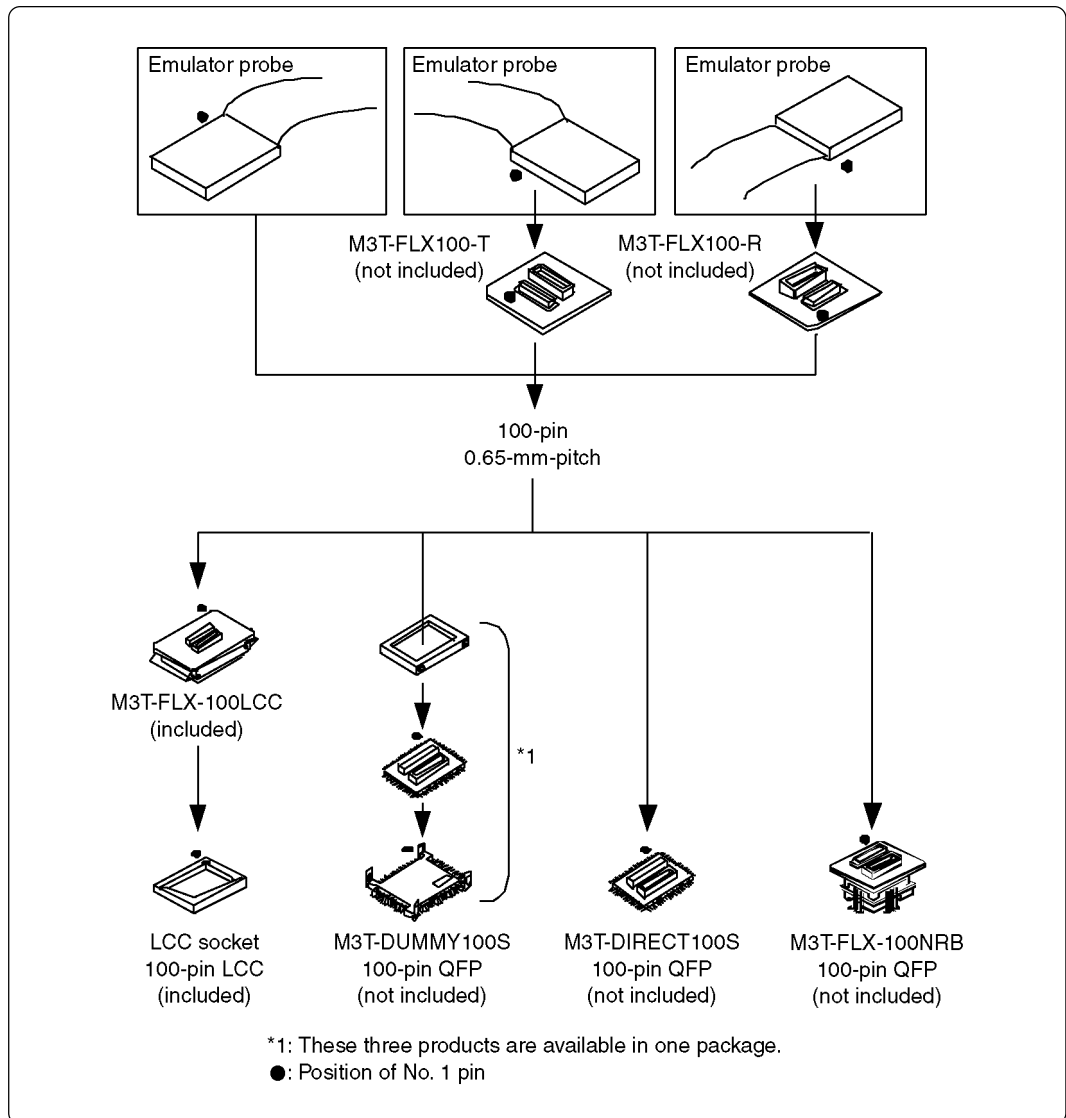 Emulator probe
Emulator probe
Emulator probe
M3T-FLX100-T
(not included)
M3T-FLX100-R
(not included)
100-pin
0.65-mm-pitch
M3T-FLX-100LCC
(included)
*1
LCC socket
100-pin LCC
(included)
M3T-DUMMY100S
100-pin QFP
(not included)
M3T-DIRECT100S
100-pin QFP
(not included)
M3T-FLX-100NRB
100-pin QFP
(not included)
*1: These three products are available in one package.
●: Position of No. 1 pin